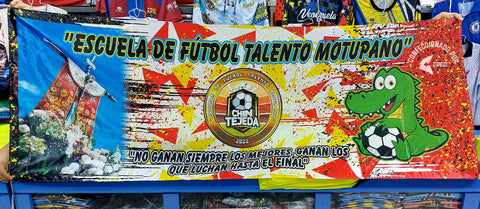 Venezuela
"ESCUELA DE FÚTBOL TALENTO MOTUPANO"
CONFECCIONADO POR:
CRED
CHIN
TEJEDA
2022
"NO GANAN SIEMPRE LOS MEJORES, GANAN LOS
QUE LUCHAN HASTA EL FINAL"